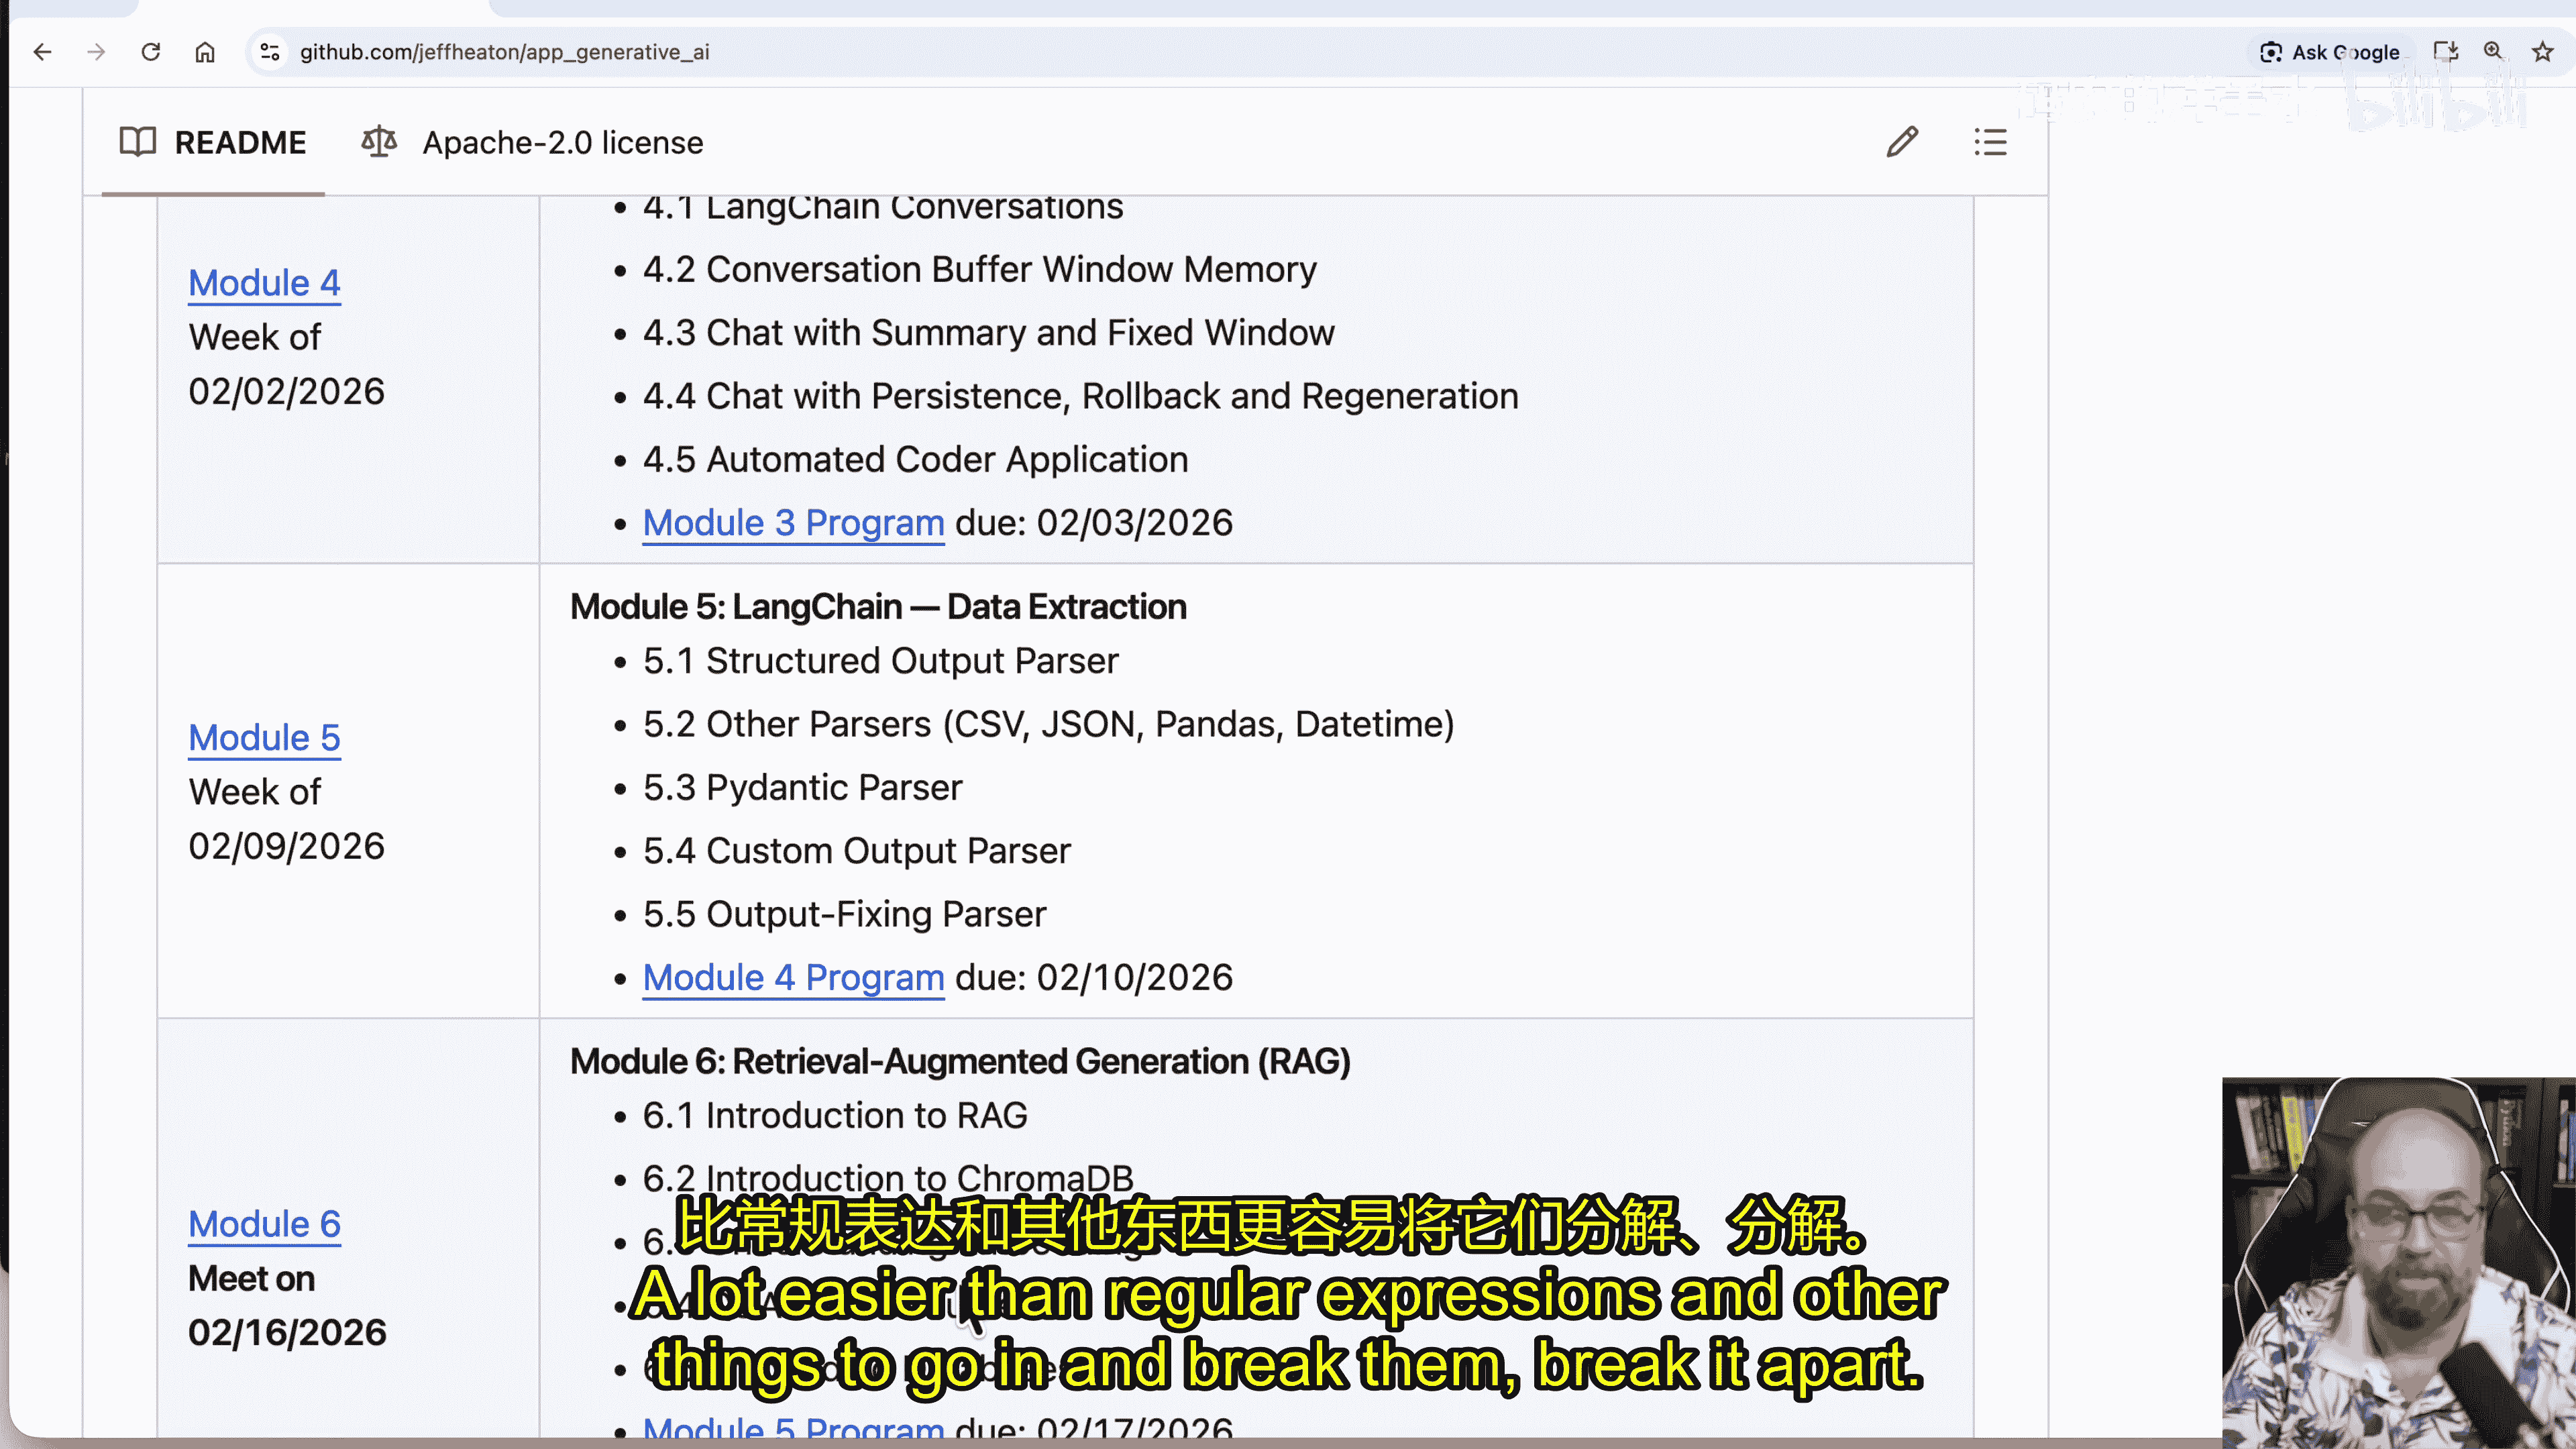 github.com/jeffheaton/app_generative_ai
Ask Google
bilibili
README
Apache-2.0 license
4.1 LangChain Conversations
Module 4
Week of
02/02/2026
4.2 Conversation Buffer Window Memory
4.3 Chat with Summary and Fixed Window
4.4 Chat with Persistence, Rollback and Regeneration
4.5 Automated Coder Application
Module 3 Program due: 02/03/2026
Module 5: LangChain — Data Extraction
5.1 Structured Output Parser
5.2 Other Parsers (CSV, JSON, Pandas, Datetime)
Module 5
Week of
02/09/2026
5.3 Pydantic Parser
5.4 Custom Output Parser
5.5 Output-Fixing Parser
Module 4 Program due: 02/10/2026
Module 6: Retrieval-Augmented Generation (RAG)
6.1 Introduction to RAG
6.2 Introduction to ChromaDB
Module 6
Meet on
02/16/2026
比常规表达和其他东西更容易将它们分解、分解。
A lot easier than regular expressions and other
things to go in and break them, break it apart.
Module 5 Program due: 02/17/2026